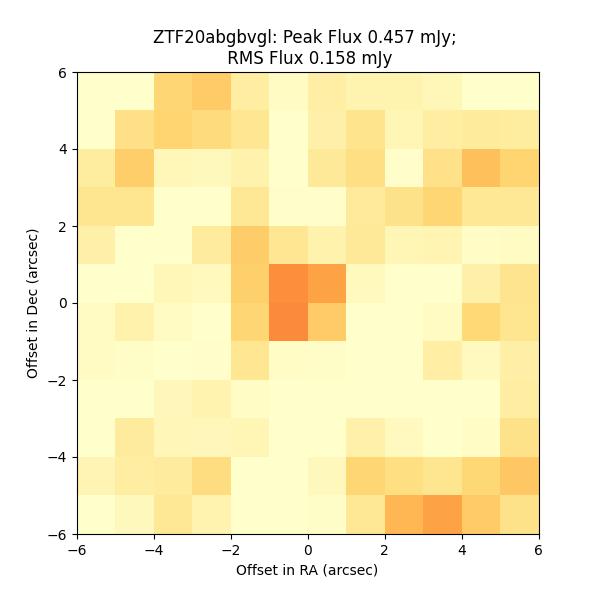 ZTF20abgbvgl: Peak Flux 0.457 mJy;
RMS Flux 0.158 mJy
6
4
2
0
−2
−4
−6
Offset in Dec (arcsec)
−6 −4 −2 0 2 4 6
Offset in RA (arcsec)